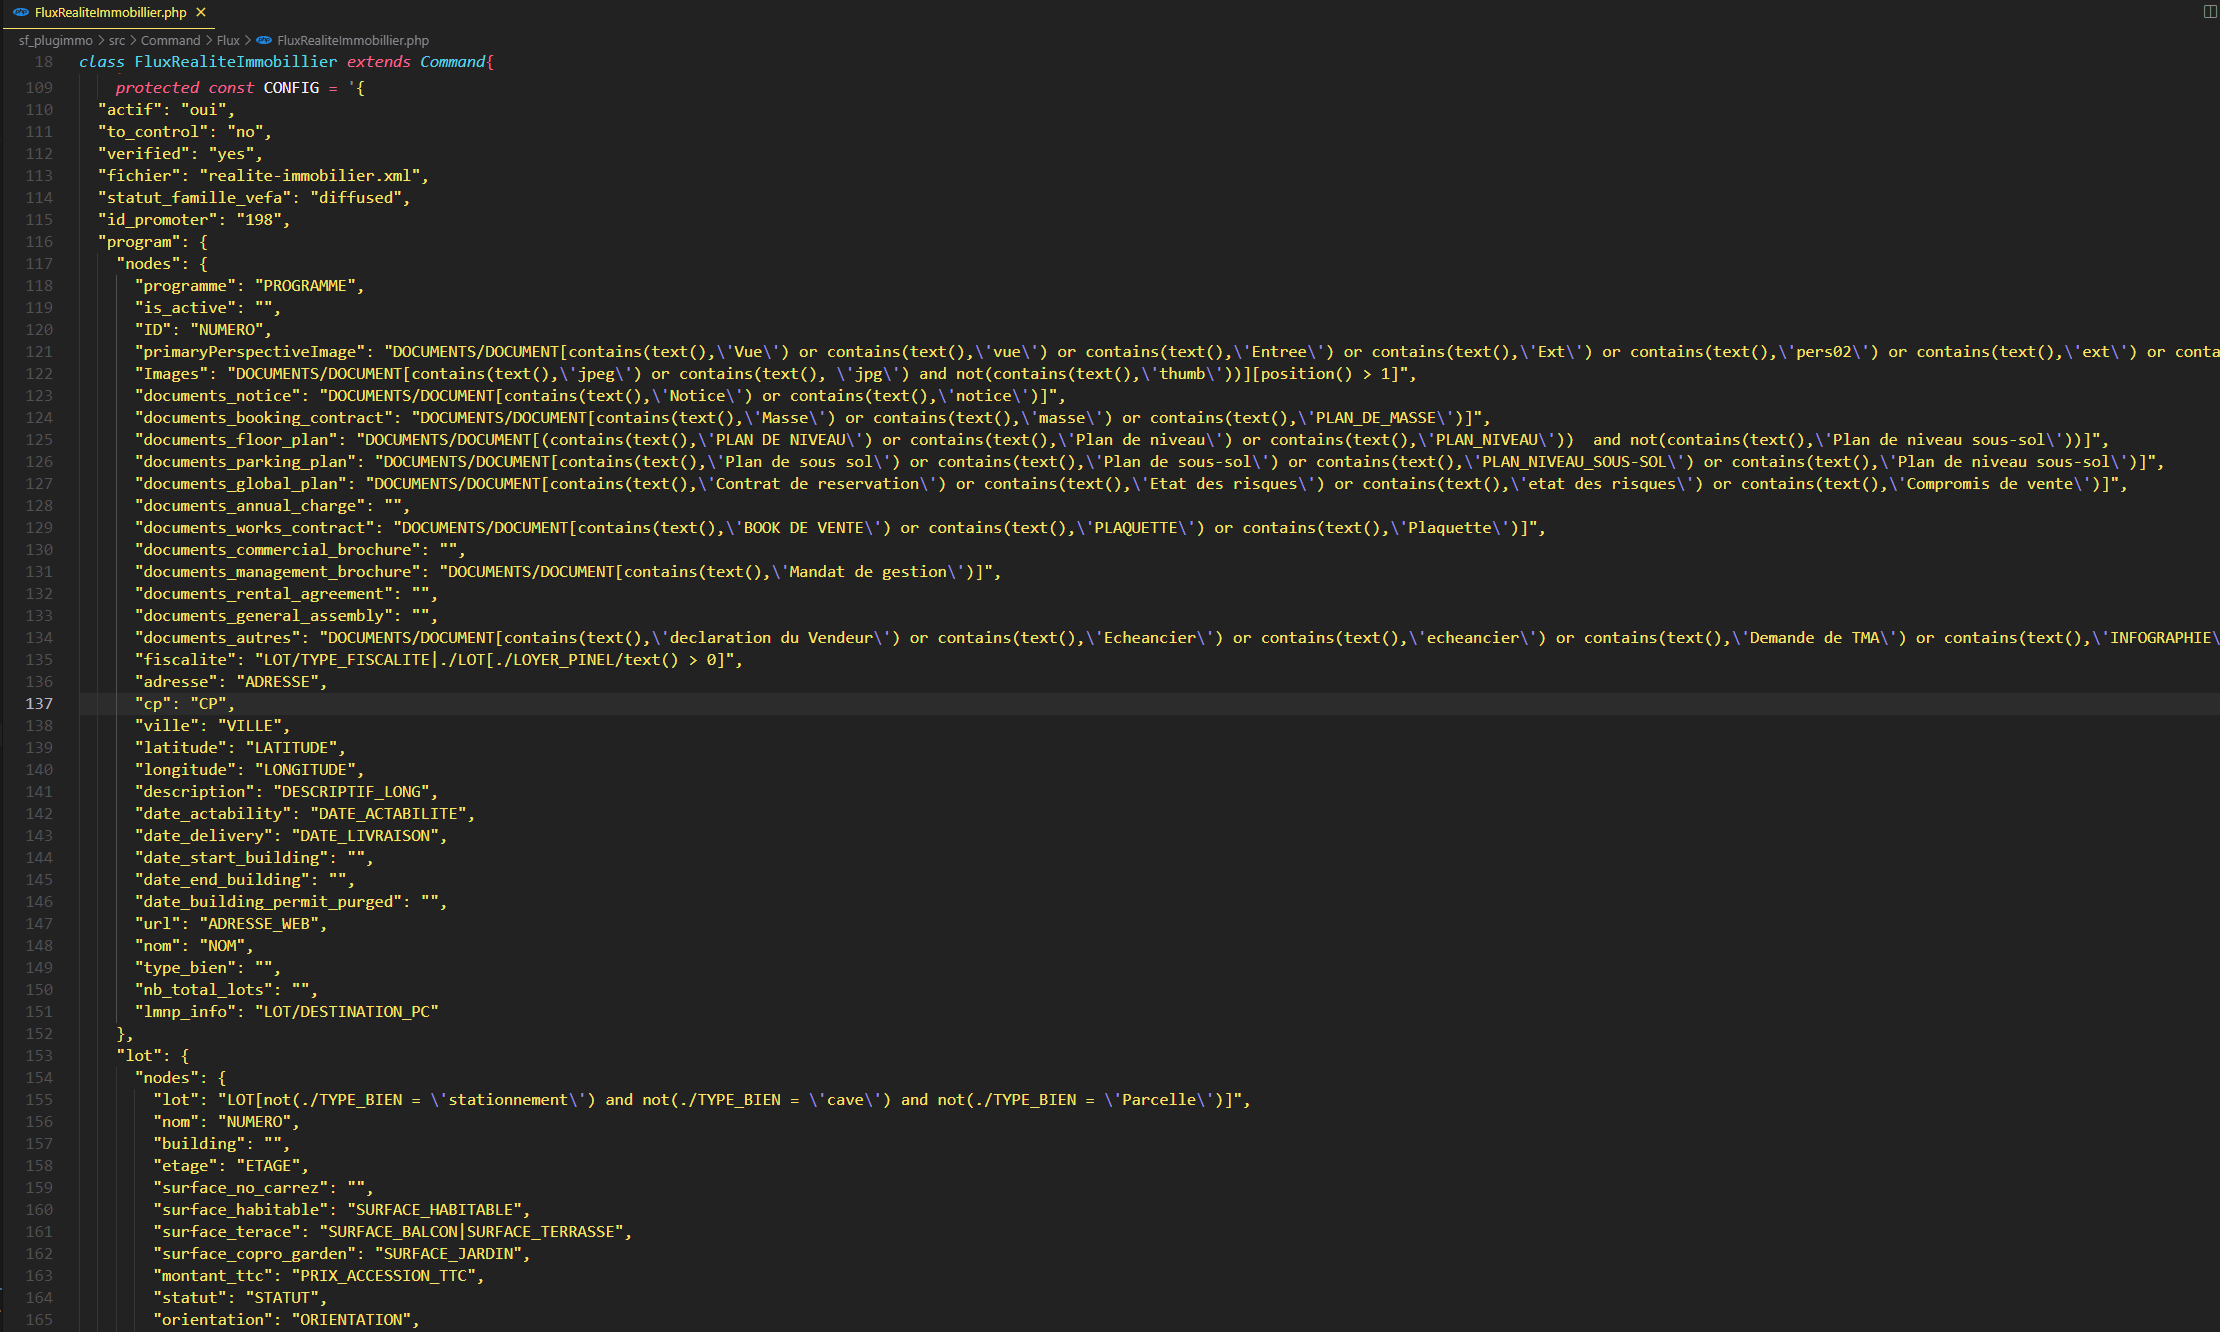 FluxRealiteImmobillier.php
sf_plugimmo > src > Command > Flux > FluxRealiteImmobillier.php
18 class FluxRealiteImmobillier extends Command{
109 protected const CONFIG = '{
110 "actif": "oui",
111 "to_control": "no",
112 "verified": "yes",
113 "fichier": "realite-immobilier.xml",
114 "statut_famille_vefa": "diffused",
115 "id_promoter": "198",
116 "program": {
117 "nodes": {
118 "programme": "PROGRAMME",
119 "is_active": "",
120 "ID": "NUMERO",
121 "primaryPerspectiveImage": "DOCUMENTS/DOCUMENT[contains(text(),\'Vue\') or contains(text(),\'vue\') or contains(text(),\'Entree\') or contains(text(),\'Ext\') or contains(text(),\'pers02\') or contains(text(),\'ext\') or conta
122 "Images": "DOCUMENTS/DOCUMENT[contains(text(),\'jpeg\') or contains(text(), \'jpg\') and not(contains(text(),\'thumb\'))][position() > 1]",
123 "documents_notice": "DOCUMENTS/DOCUMENT[contains(text(),\'Notice\') or contains(text(),\'notice\')]",
124 "documents_booking_contract": "DOCUMENTS/DOCUMENT[contains(text(),\'Masse\') or contains(text(),\'masse\') or contains(text(),\'PLAN_DE_MASSE\')]",
125 "documents_floor_plan": "DOCUMENTS/DOCUMENT[(contains(text(),\'PLAN DE NIVEAU\') or contains(text(),\'Plan de niveau\') or contains(text(),\'PLAN_NIVEAU\'))  and not(contains(text(),\'Plan de niveau sous-sol\'))]",
126 "documents_parking_plan": "DOCUMENTS/DOCUMENT[contains(text(),\'Plan de sous sol\') or contains(text(),\'Plan de sous-sol\') or contains(text(),\'PLAN_NIVEAU_SOUS-SOL\') or contains(text(),\'Plan de niveau sous-sol\')]",
127 "documents_global_plan": "DOCUMENTS/DOCUMENT[contains(text(),\'Contrat de reservation\') or contains(text(),\'Etat des risques\') or contains(text(),\'etat des risques\') or contains(text(),\'Compromis de vente\')]",
128 "documents_annual_charge": "",
129 "documents_works_contract": "DOCUMENTS/DOCUMENT[contains(text(),\'BOOK DE VENTE\') or contains(text(),\'PLAQUETTE\') or contains(text(),\'Plaquette\')]",
130 "documents_commercial_brochure": "",
131 "documents_management_brochure": "DOCUMENTS/DOCUMENT[contains(text(),\'Mandat de gestion\')]",
132 "documents_rental_agreement": "",
133 "documents_general_assembly": "",
134 "documents_autres": "DOCUMENTS/DOCUMENT[contains(text(),\'declaration du Vendeur\') or contains(text(),\'Echeancier\') or contains(text(),\'echeancier\') or contains(text(),\'Demande de TMA\') or contains(text(),\'INFOGRAPHIE\
135 "fiscalite": "LOT/TYPE_FISCALITE|./LOT[./LOYER_PINEL/text() > 0]",
136 "adresse": "ADRESSE",
137 "cp": "CP",
138 "ville": "VILLE",
139 "latitude": "LATITUDE",
140 "longitude": "LONGITUDE",
141 "description": "DESCRIPTIF_LONG",
142 "date_actability": "DATE_ACTABILITE",
143 "date_delivery": "DATE_LIVRAISON",
144 "date_start_building": "",
145 "date_end_building": "",
146 "date_building_permit_purged": "",
147 "url": "ADRESSE_WEB",
148 "nom": "NOM",
149 "type_bien": "",
150 "nb_total_lots": "",
151 "lmnp_info": "LOT/DESTINATION_PC"
152 },
153 "lot": {
154 "nodes": {
155 "lot": "LOT[not(./TYPE_BIEN = \'stationnement\') and not(./TYPE_BIEN = \'cave\') and not(./TYPE_BIEN = \'Parcelle\')]",
156 "nom": "NUMERO",
157 "building": "",
158 "etage": "ETAGE",
159 "surface_no_carrez": "",
160 "surface_habitable": "SURFACE_HABITABLE",
161 "surface_terace": "SURFACE_BALCON|SURFACE_TERRASSE",
162 "surface_copro_garden": "SURFACE_JARDIN",
163 "montant_ttc": "PRIX_ACCESSION_TTC",
164 "statut": "STATUT",
165 "orientation": "ORIENTATION",